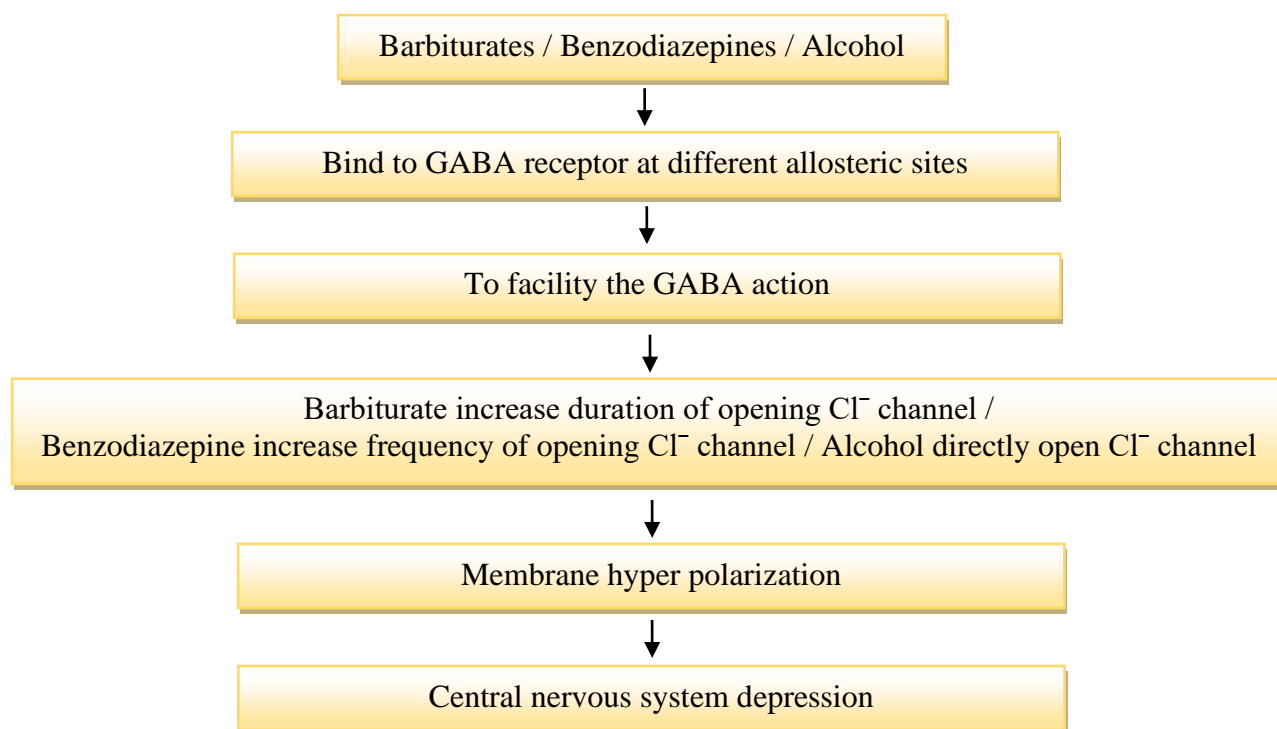 Barbiturates / Benzodiazepines / Alcohol
Bind to GABA receptor at different allosteric sites
To facility the GABA action
Barbiturate increase duration of opening Cl⁻ channel /
Benzodiazepine increase frequency of opening Cl⁻ channel / Alcohol directly open Cl⁻ channel
Membrane hyper polarization
Central nervous system depression